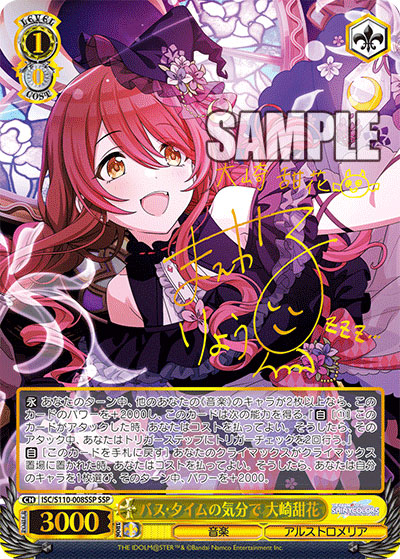 LEVEL
1
0
COST
SAMPLE
大崎 甜花
まえかわ
りょうこ
zzz...
永 あなたのターン中、他のあなたの《音楽》のキャラが2枚以上なら、この
カードのパワーを+2000し、このカードは次の能力を得る。『自【(1)】 この
カードがアタックした時、あなたはコストを払ってよい。そうしたら、その
アタック中、あなたはトリガーステップにトリガーチェックを2回行う。』
自【このカードを手札に戻す】 あなたのクライマックスがクライマックス
置場に置かれた時、あなたはコストを払ってよい。そうしたら、あなたは自分
のキャラを1枚選び、そのターン中、パワーを+2000。
ISC/S110-008SSP SSP
バス・タイムの気分で 大崎甜花
SHINYCOLORS
3000
音楽
アルストロメリア
THE IDOLM@STER™& ©Bandai Namco Entertainment Inc.